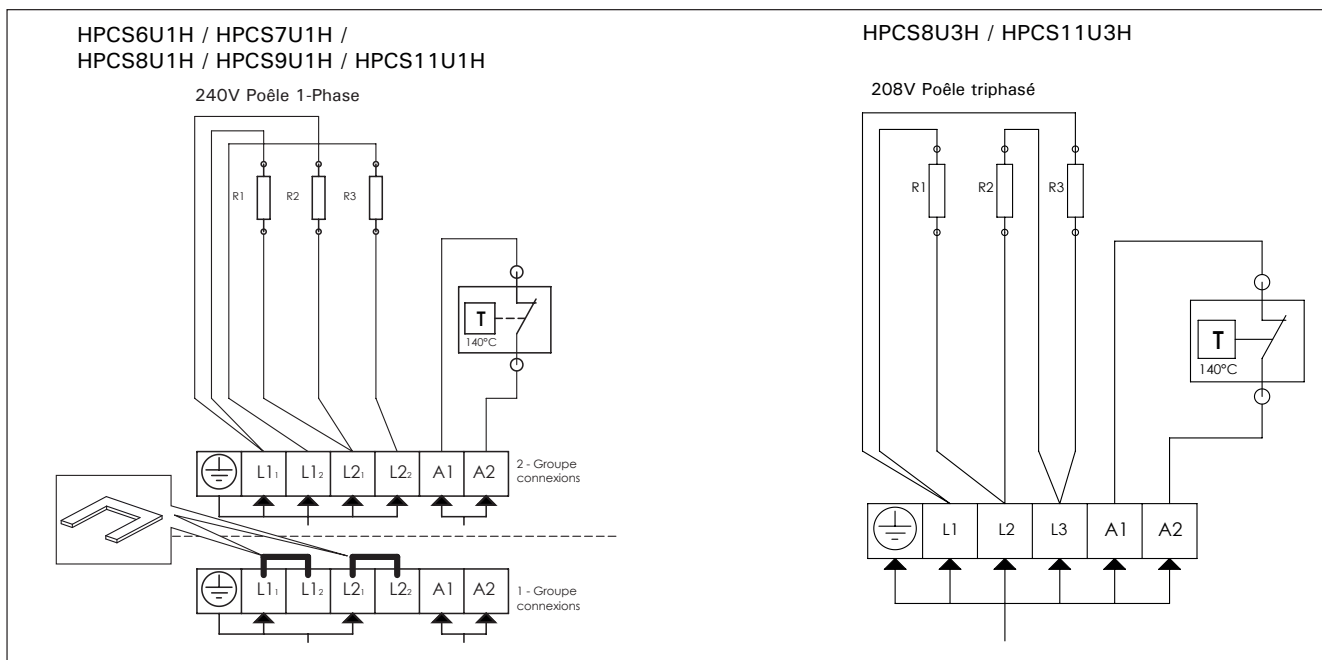 HPCS6U1H / HPCS7U1H /
HPCS8U1H / HPCS9U1H / HPCS11U1H
240V Poêle 1-Phase
R1 R2 R3
T
140°C
L1₁ L1₂ L2₁ L2₂ A1 A2
2 - Groupe
connexions
L1₁ L1₂ L2₁ L2₂ A1 A2
1 - Groupe
connexions
HPCS8U3H / HPCS11U3H
208V Poêle triphasé
R1 R2 R3
T
140°C
L1 L2 L3 A1 A2